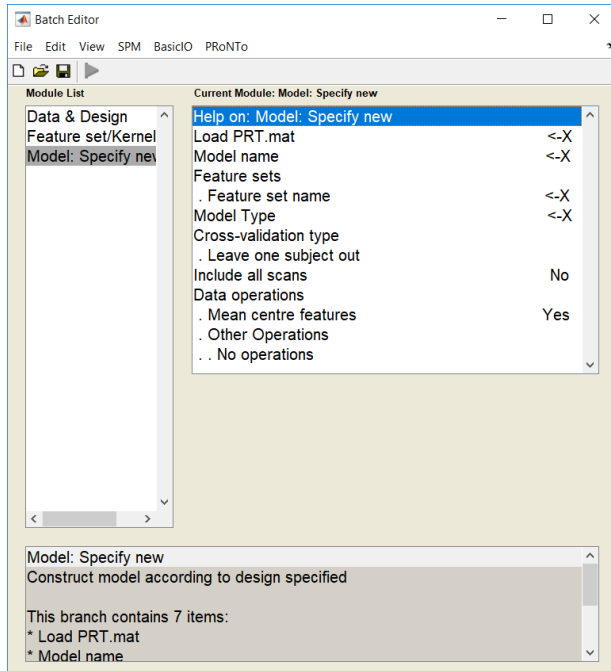 Batch Editor
File Edit View SPM BasicIO PRoNTo
Module List
Current Module: Model: Specify new
Data & Design
Feature set/Kernel
Model: Specify new
Help on: Model: Specify new
Load PRT.mat <-X
Model name <-X
Feature sets
. Feature set name <-X
Model Type <-X
Cross-validation type
. Leave one subject out
Include all scans No
Data operations
. Mean centre features Yes
. Other Operations
. . No operations
Model: Specify new
Construct model according to design specified
This branch contains 7 items:
* Load PRT.mat
* Model name